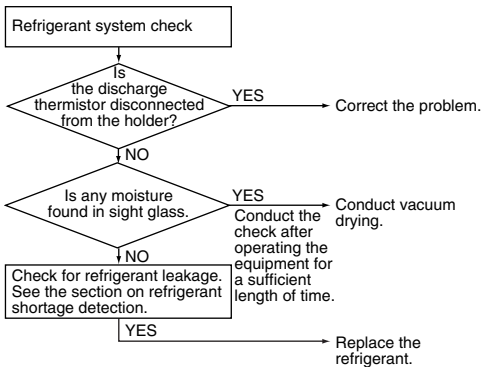 Refrigerant system check
Is
the discharge
thermistor disconnected
from the holder?
YES
Correct the problem.
NO
Is any moisture
found in sight glass.
YES
Conduct the
check after
operating the
equipment for
a sufficient
length of time.
Conduct vacuum
drying.
NO
Check for refrigerant leakage.
See the section on refrigerant
shortage detection.
YES
Replace the
refrigerant.